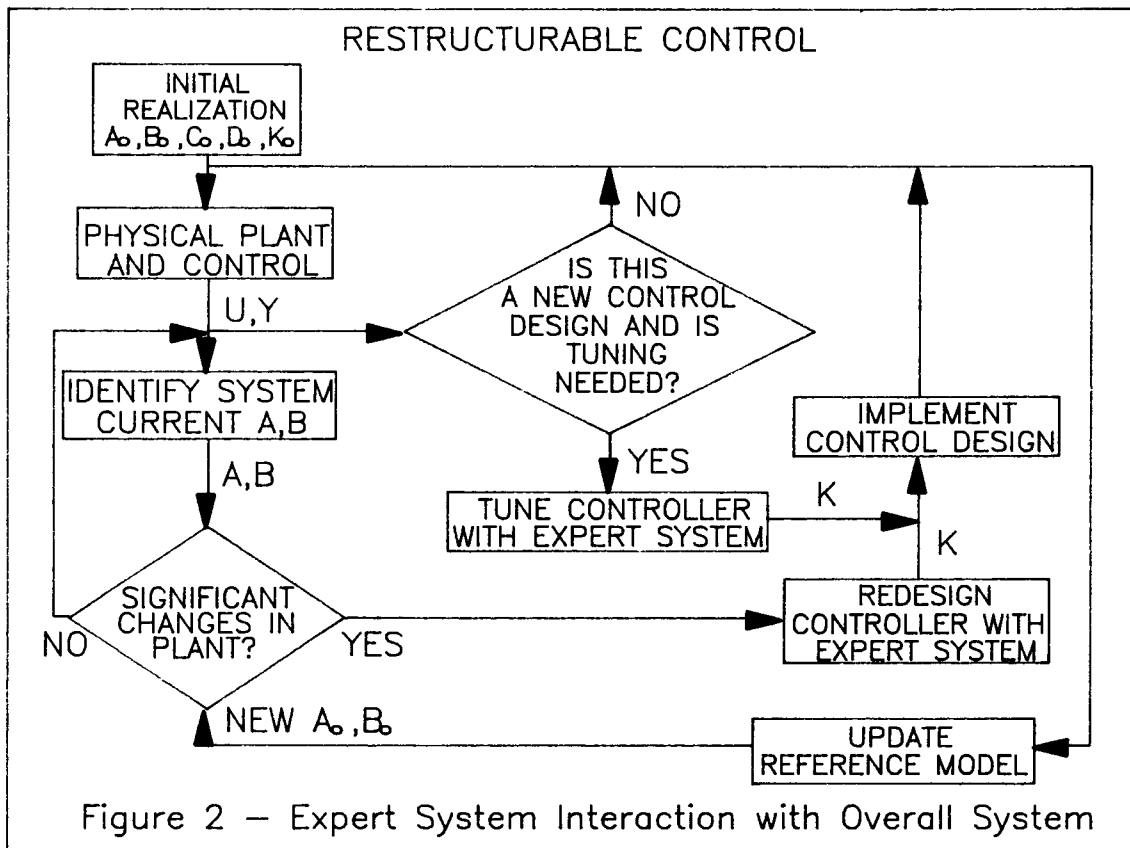 RESTRUCTURABLE CONTROL
INITIAL
REALIZATION
A₀,B₀,C₀,D₀,K₀
PHYSICAL PLANT
AND CONTROL
U,Y
IDENTIFY SYSTEM
CURRENT A,B
A,B
SIGNIFICANT
CHANGES IN
PLANT?
NO
YES
NEW A₀,B₀
IS THIS
A NEW CONTROL
DESIGN AND IS
TUNING
NEEDED?
NO
YES
TUNE CONTROLLER
WITH EXPERT SYSTEM
K
IMPLEMENT
CONTROL DESIGN
K
REDESIGN
CONTROLLER WITH
EXPERT SYSTEM
UPDATE
REFERENCE MODEL
Figure 2 – Expert System Interaction with Overall System